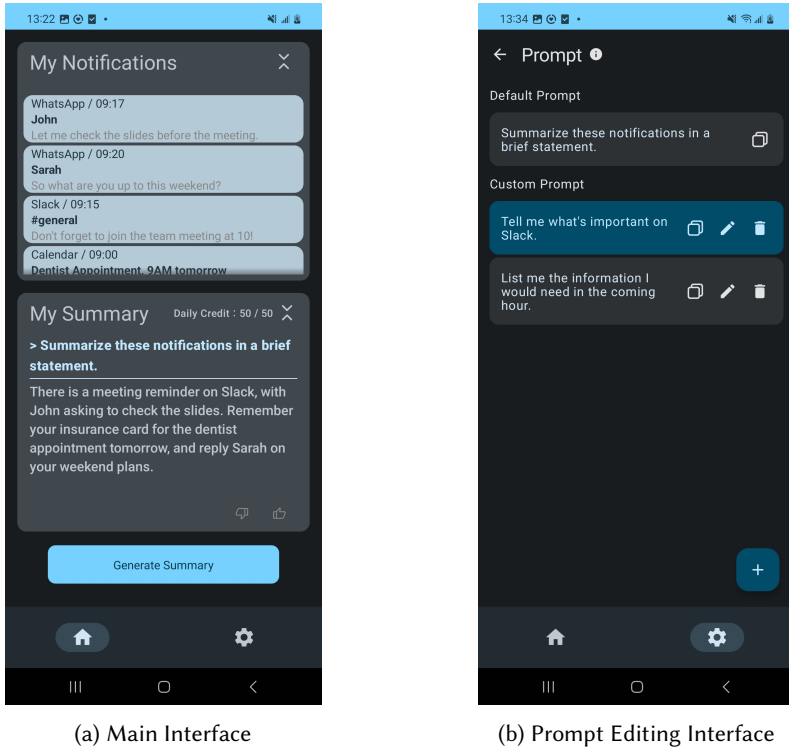 13:22
My Notifications
WhatsApp / 09:17
John
Let me check the slides before the meeting.
WhatsApp / 09:20
Sarah
So what are you up to this weekend?
Slack / 09:15
#general
Don't forget to join the team meeting at 10!
Calendar / 09:00
Dentist Appointment, 9AM tomorrow
My Summary
Daily Credit : 50 / 50
> Summarize these notifications in a brief
statement.
There is a meeting reminder on Slack, with
John asking to check the slides. Remember
your insurance card for the dentist
appointment tomorrow, and reply Sarah on
your weekend plans.
Generate Summary
(a) Main Interface
13:34
Prompt
Default Prompt
Summarize these notifications in a
brief statement.
Custom Prompt
Tell me what's important on
Slack.
List me the information I
would need in the coming
hour.
(b) Prompt Editing Interface